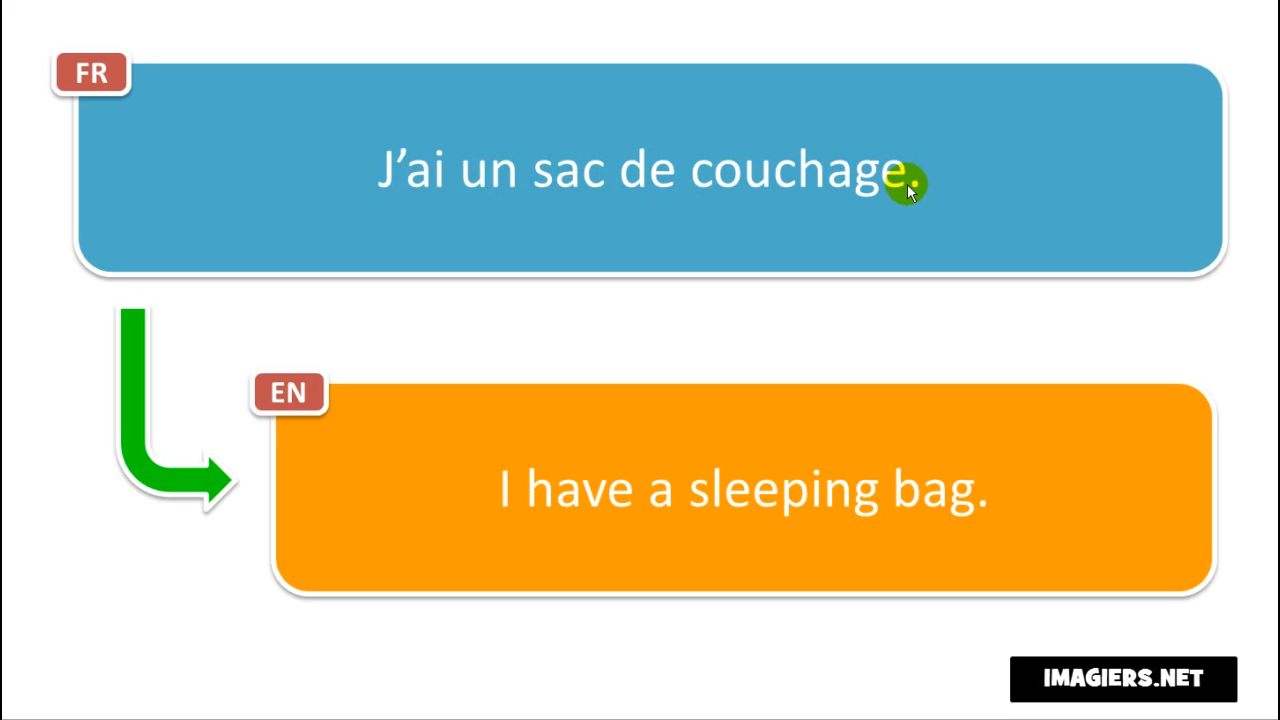 FR
J’ai un sac de couchage.
EN
I have a sleeping bag.
IMAGIERS.NET